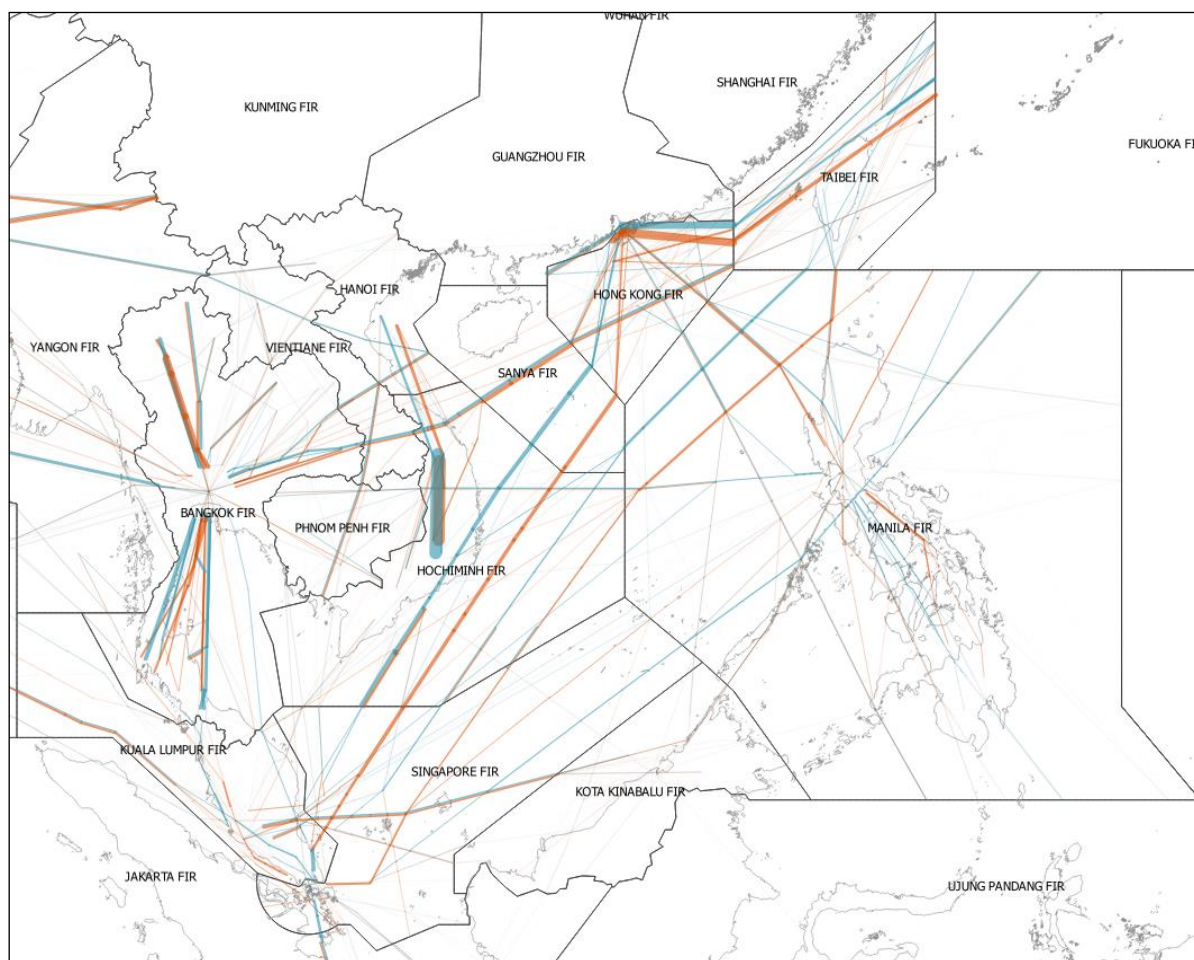 WUHAN FIR
SHANGHAI FIR
KUNMING FIR
FUKUOKA FI
GUANGZHOU FIR
TAIBEI FIR
HANOI FIR
HONG KONG FIR
YANGON FIR
VIENTIANE FIR
SANYA FIR
BANGKOK FIR
PHNOM PENH FIR
MANILA FIR
HOCHIMINH FIR
KUALA LUMPUR FIR
SINGAPORE FIR
KOTA KINABALU FIR
JAKARTA FIR
UJUNG PANDANG FIR